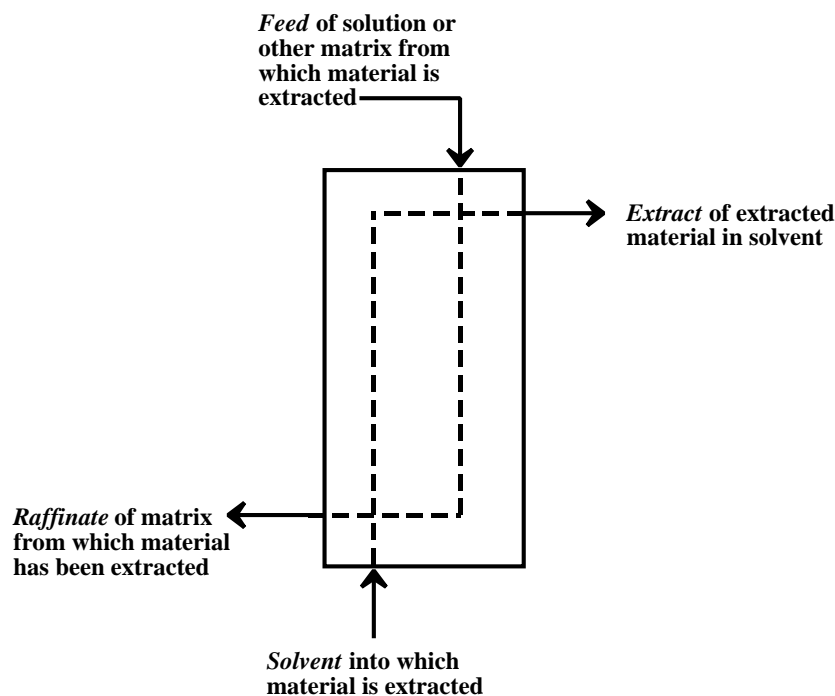 Feed of solution or
other matrix from
which material is
extracted
Extract of extracted
material in solvent
Raffinate of matrix
from which material
has been extracted
Solvent into which
material is extracted